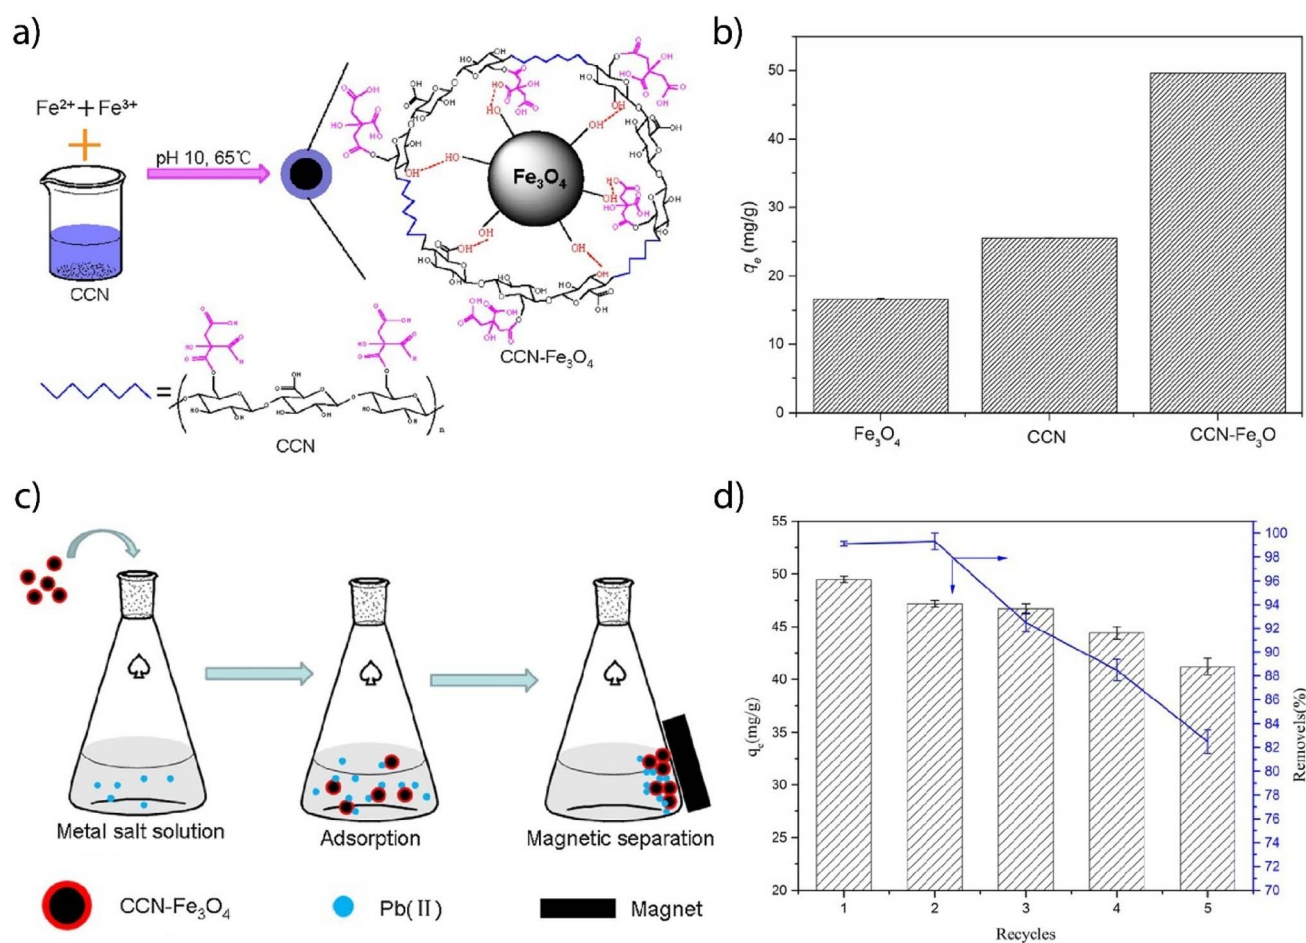 a)
Fe²⁺+Fe³⁺
pH 10, 65℃
CCN
Fe₃O₄
CCN-Fe₃O₄
=
n
CCN
b)
qₑ (mg/g)
50
40
30
20
10
0
Fe₃O₄
CCN
CCN-Fe₃O
c)
Metal salt solution
Adsorption
Magnetic separation
CCN-Fe₃O₄
Pb(Ⅱ)
Magnet
d)
qₑ(mg/g)
55
50
45
40
35
30
25
20
1 2 3 4 5
Recycles
100
98
96
94
92
90
88
86
84
82
80
78
76
74
72
70
Removels(%)